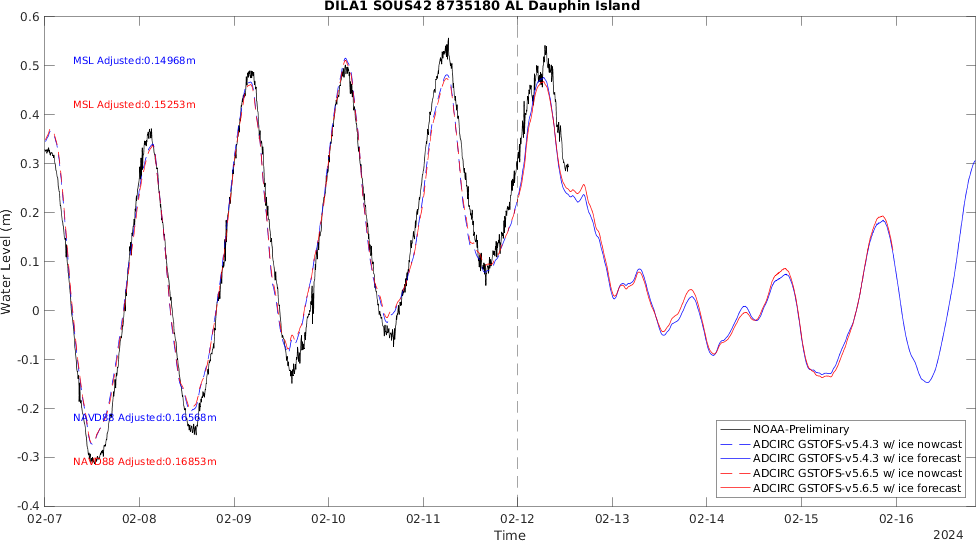 DILA1 SOUS42 8735180 AL Dauphin Island
0.6
0.5
0.4
0.3
0.2
0.1
0
-0.1
-0.2
-0.3
-0.4
Water Level (m)
MSL Adjusted:0.14968m
MSL Adjusted:0.15253m
NAVD88 Adjusted:0.16568m
NAVD88 Adjusted:0.16853m
NOAA-Preliminary
ADCIRC GSTOFS-v5.4.3 w/ ice nowcast
ADCIRC GSTOFS-v5.4.3 w/ ice forecast
ADCIRC GSTOFS-v5.6.5 w/ ice nowcast
ADCIRC GSTOFS-v5.6.5 w/ ice forecast
02-07 02-08 02-09 02-10 02-11 02-12 02-13 02-14 02-15 02-16
Time
2024